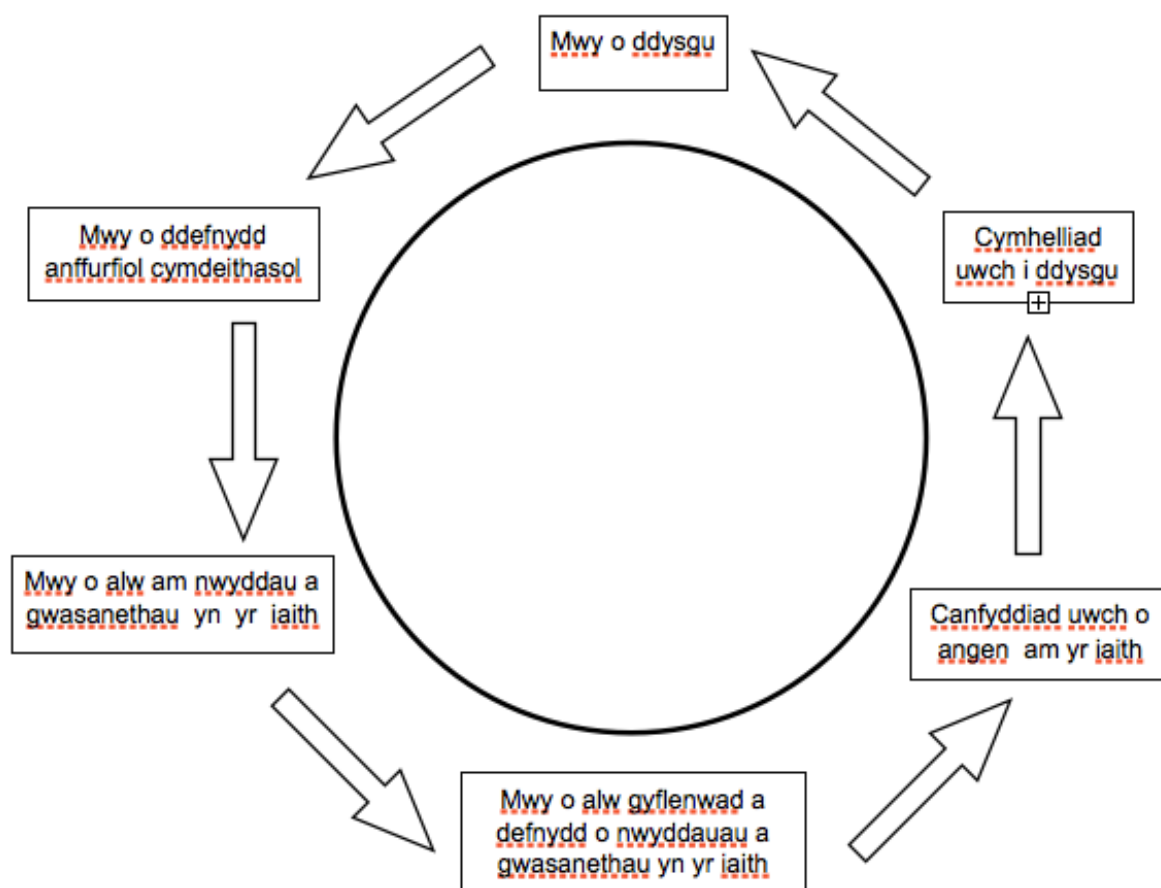 Mwy o ddysgu
Mwy o ddefnydd
anffurfiol cymdeithasol
Mwy o alw am nwyddau a
gwasanethau yn yr iaith
Mwy o alw gyflenwad a
defnydd o nwyddauau a
gwasanethau yn yr iaith
Canfyddiad uwch o
angen am yr iaith
Cymhelliad
uwch i ddysgu